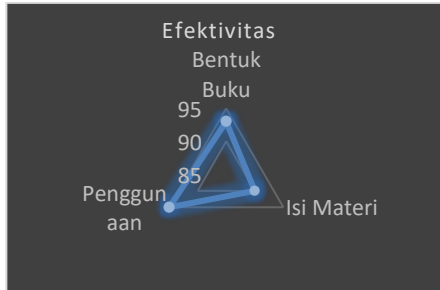 Efektivitas
Bentuk
Buku
95
90
85
Penggun
aan
Isi Materi